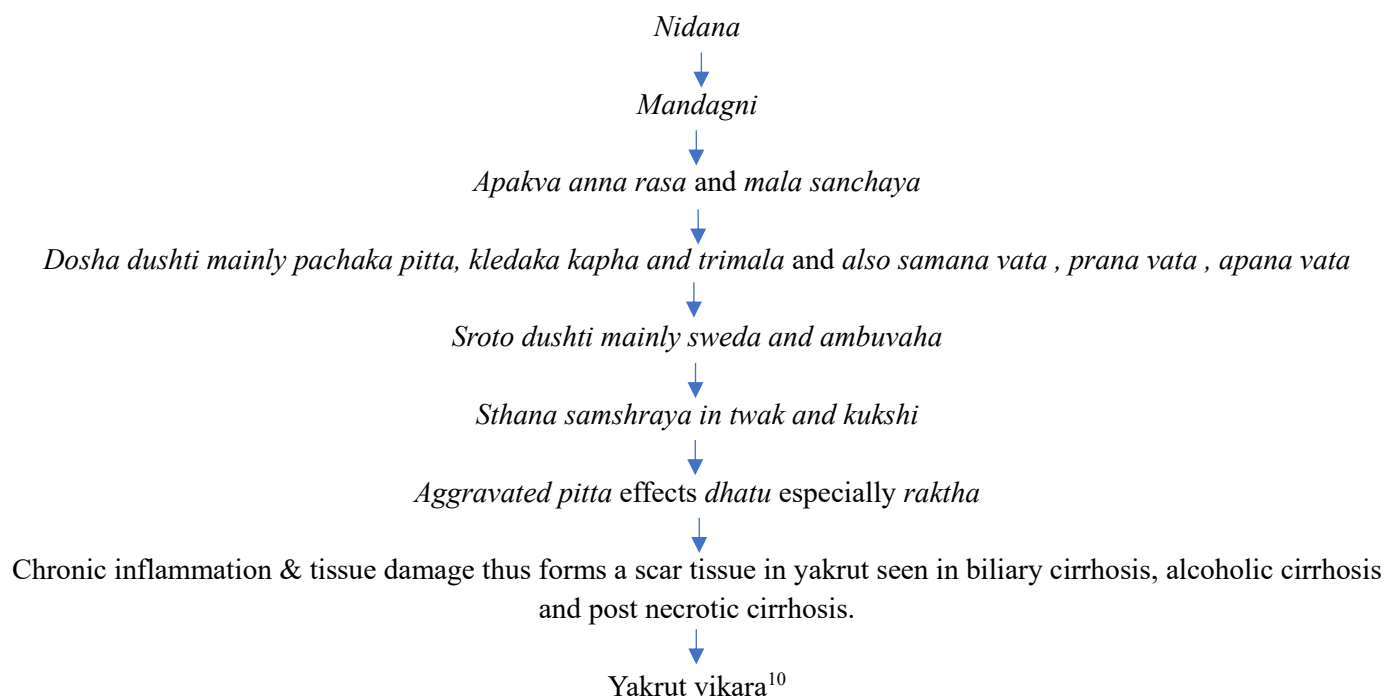 Nidana
Mandagni
Apakva anna rasa and mala sanchaya
Dosha dushti mainly pachaka pitta, kledaka kapha and trimala and also samana vata , prana vata , apana vata
Sroto dushti mainly sweda and ambuvaha
Sthana samshraya in twak and kukshi
Aggravated pitta effects dhatu especially raktha
Chronic inflammation & tissue damage thus forms a scar tissue in yakrut seen in biliary cirrhosis, alcoholic cirrhosis
and post necrotic cirrhosis.
Yakrut vikara¹⁰